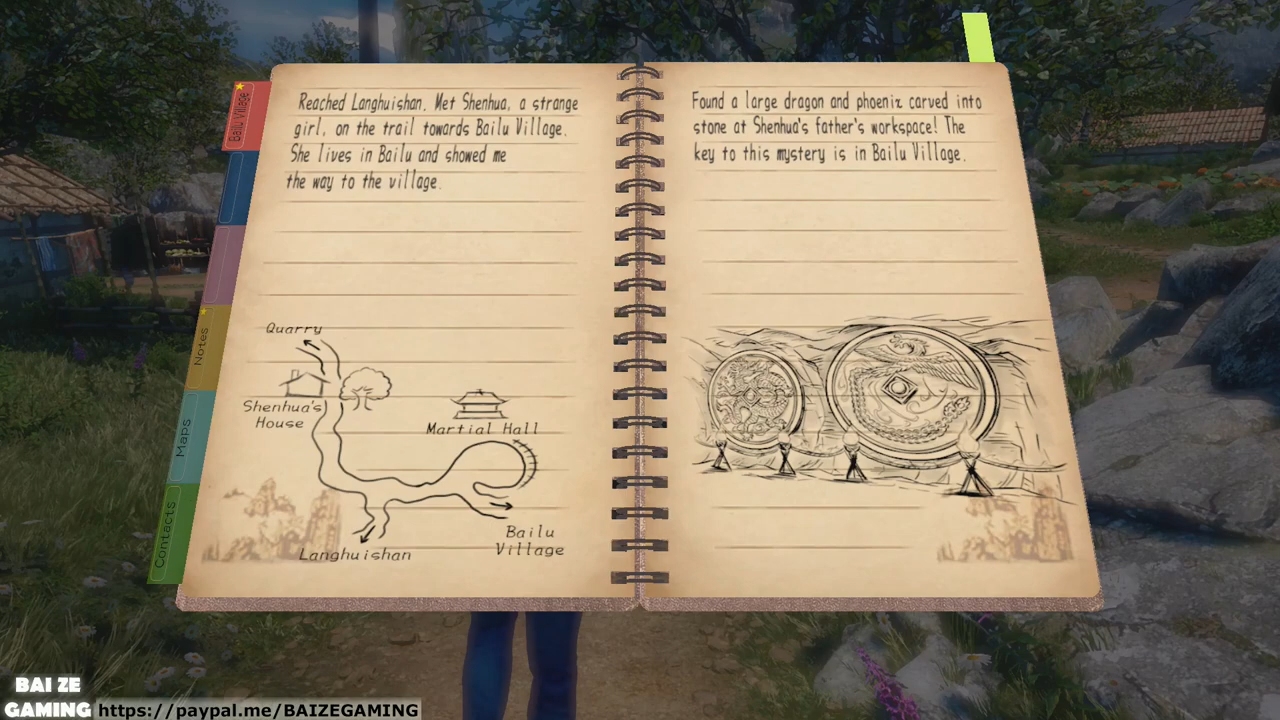 Bailu Village
Notes
Maps
Contacts
Reached Langhuishan. Met Shenhua, a strange
girl, on the trail towards Bailu Village.
She lives in Bailu and showed me
the way to the village.
Quarry
Shenhua's
House
Martial Hall
Bailu
Village
Langhuishan
Found a large dragon and phoenix carved into
stone at Shenhua's father's workspace! The
key to this mystery is in Bailu Village.
BAI ZE
GAMING https://paypal.me/BAIZEGAMING